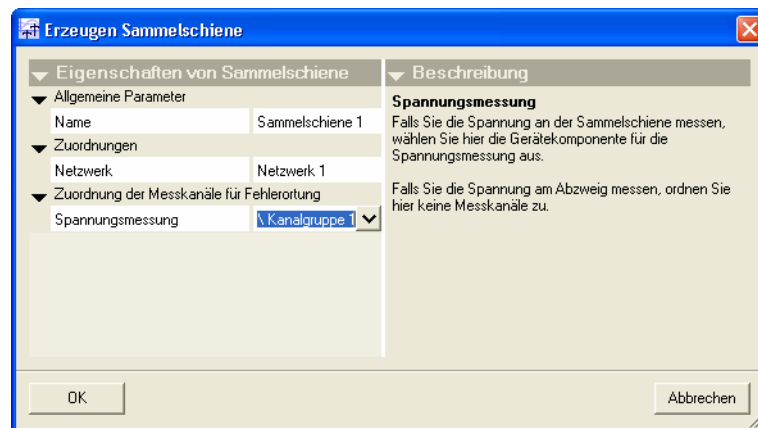 Erzeugen Sammelschiene
Eigenschaften von Sammelschiene
Allgemeine Parameter
Name Sammelschiene 1
Zuordnungen
Netzwerk Netzwerk 1
Zuordnung der Messkanäle für Fehlerortung
Spannungsmessung \ Kanalgruppe 1
Beschreibung
Spannungsmessung
Falls Sie die Spannung an der Sammelschiene messen,
wählen Sie hier die Gerätekomponente für die
Spannungsmessung aus.
Falls Sie die Spannung am Abzweig messen, ordnen Sie
hier keine Messkanäle zu.
OK
Abbrechen